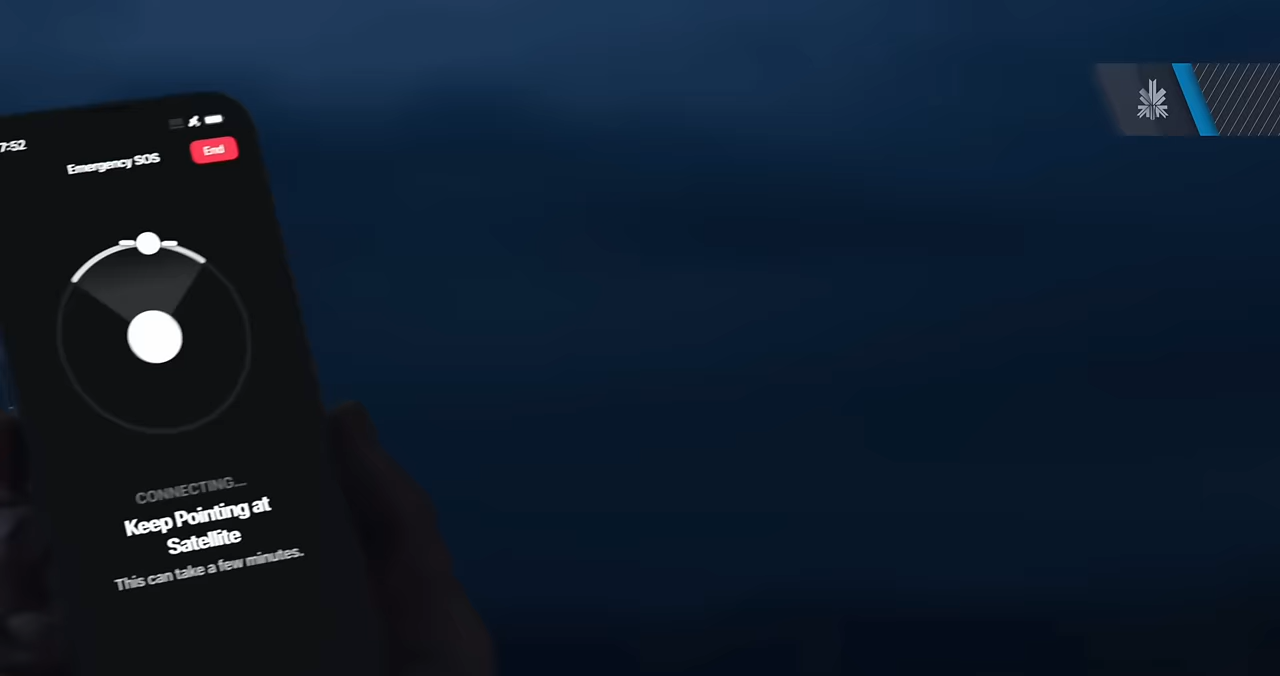 7:52
End
Emergency SOS
CONNECTING...
Keep Pointing at
Satellite
This can take a few minutes.